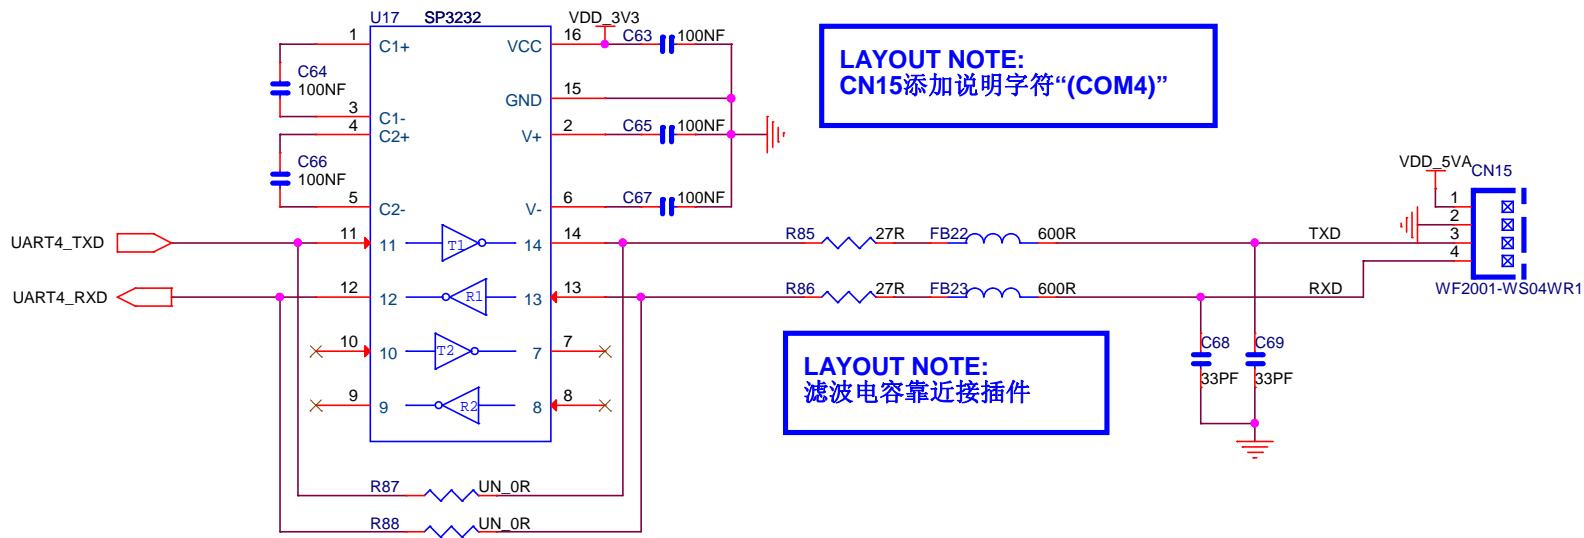 U17 SP3232
VDD_3V3
1 C1+ VCC 16 C63 100NF
C64
100NF
3 C1-
4 C2+
C66
100NF
5 C2-
GND 15
V+ 2 C65 100NF
V- 6 C67 100NF
LAYOUT NOTE:
CN15添加说明字符“(COM4)”
VDD_5VA CN15
1
2
3
4
WF2001-WS04WR1
UART4_TXD 11 11 T1 14 14 R85 27R FB22 600R TXD
UART4_RXD 12 12 R1 13 13 R86 27R FB23 600R RXD
10 10 T2 7 7
9 9 R2 8 8
LAYOUT NOTE:
滤波电容靠近接插件
C68 C69
33PF 33PF
R87 UN_0R
R88 UN_0R